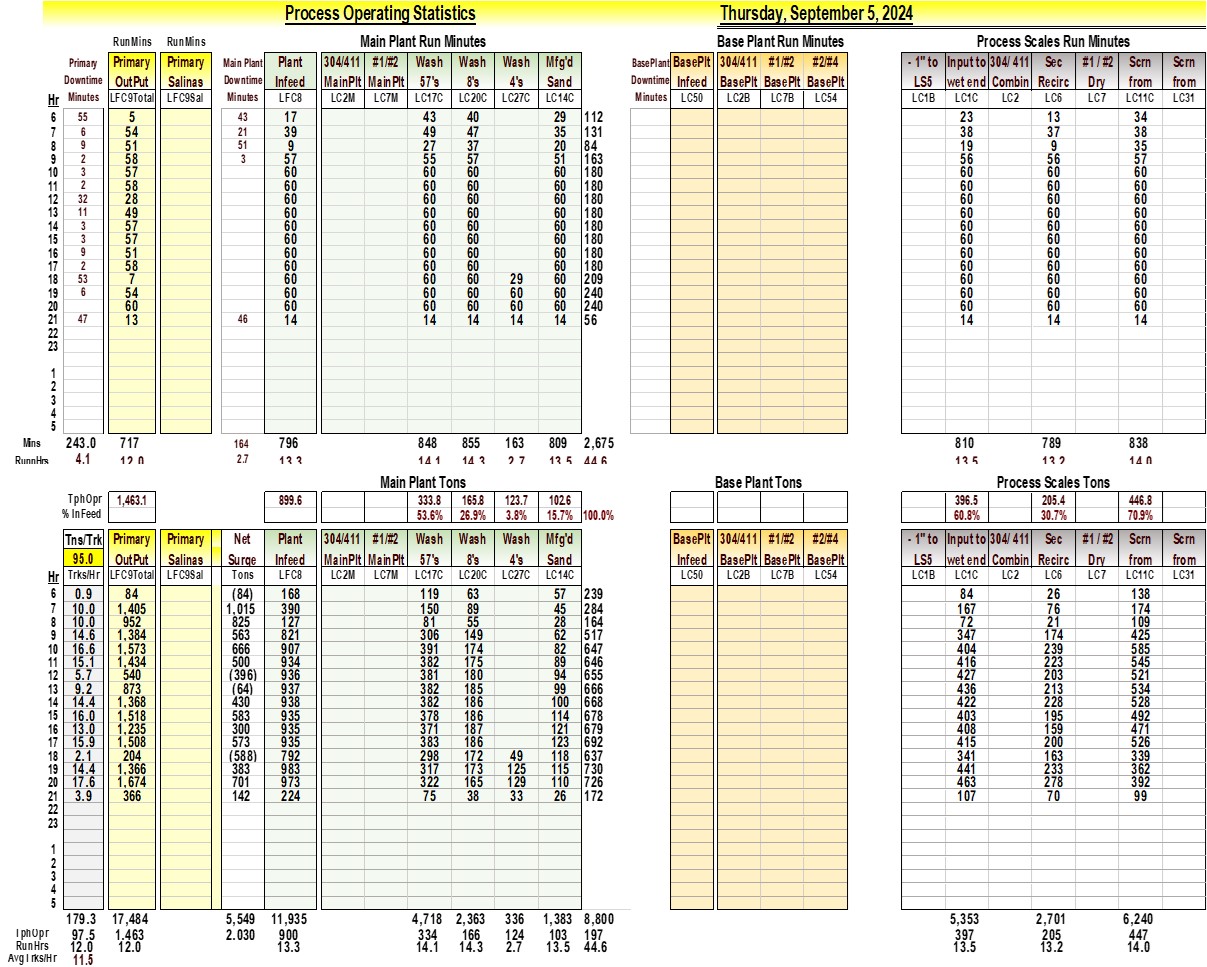 Process Operating Statistics Thursday, September 5, 2024
RunMins RunMins Main Plant Run Minutes Base Plant Run Minutes Process Scales Run Minutes
Primary Primary Primary Main Plant Plant 304/411 #1/#2 Wash Wash Wash Mfg'd BasePlant BasePlt 304/411 #1/#2 #2/#4 - 1" to Input to 304/ 411 Sec #1 / #2 Scrn Scrn
Downtime OutPut Salinas Downtime Infeed MainPlt MainPlt 57's 8's 4's Sand Downtime Infeed BasePlt BasePlt BasePlt LS5 wet end Combin Recirc Dry from from
Hr Minutes LFC9Total LFC9Sal Minutes LFC8 LC2M LC7M LC17C LC20C LC27C LC14C Minutes LC50 LC2B LC7B LC54 LC1B LC1C LC2 LC6 LC7 LC11C LC31
6 55 5 43 17 43 40 29 112 23 13 34
7 6 54 21 39 49 47 35 131 38 37 38
8 9 51 51 9 27 37 20 84 19 9 35
9 2 58 3 57 55 57 51 163 56 56 57
10 3 57 60 60 60 60 180 60 60 60
11 2 58 60 60 60 60 180 60 60 60
12 32 28 60 60 60 60 180 60 60 60
13 11 49 60 60 60 60 180 60 60 60
14 3 57 60 60 60 60 180 60 60 60
15 3 57 60 60 60 60 180 60 60 60
16 9 51 60 60 60 60 180 60 60 60
17 2 58 60 60 60 60 180 60 60 60
18 53 7 60 60 60 29 60 209 60 60 60
19 6 54 60 60 60 60 60 240 60 60 60
20 60 60 60 60 60 60 240 60 60 60
21 47 13 46 14 14 14 14 14 56 14 14 14
22
23
1
2
3
4
5
Mins 243.0 717 164 796 848 855 163 809 2,675 810 789 838
RunnHrs 4.1 12.0 2.7 13.3 14.1 14.3 2.7 13.5 44.6 13.5 13.2 14.0
Main Plant Tons Base Plant Tons Process Scales Tons
TphOpr 1,463.1 899.6 333.8 165.8 123.7 102.6 396.5 205.4 446.8
% InFeed 53.6% 26.9% 3.8% 15.7% 100.0% 60.8% 30.7% 70.9%
Tns/Trk Primary Primary Net Plant 304/411 #1/#2 Wash Wash Wash Mfg'd BasePlt 304/411 #1/#2 #2/#4 - 1" to Input to 304/ 411 Sec #1 / #2 Scrn Scrn
95.0 OutPut Salinas Surge Infeed MainPlt MainPlt 57's 8's 4's Sand Infeed BasePlt BasePlt BasePlt LS5 wet end Combin Recirc Dry from from
Hr Trks/Hr LFC9Total LFC9Sal Tons LFC8 LC2M LC7M LC17C LC20C LC27C LC14C LC50 LC2B LC7B LC54 LC1B LC1C LC2 LC6 LC7 LC11C LC31
6 0.9 84 (84) 168 119 63 57 239 84 26 138
7 10.0 1,405 1,015 390 150 89 45 284 167 76 174
8 10.0 952 825 127 81 55 28 164 72 21 109
9 14.6 1,384 563 821 306 149 62 517 347 174 425
10 16.6 1,573 666 907 391 174 82 647 404 239 585
11 15.1 1,434 500 934 382 175 89 646 416 223 545
12 5.7 540 (396) 936 381 180 94 655 427 203 521
13 9.2 873 (64) 937 382 185 99 666 436 213 534
14 14.4 1,368 430 938 382 186 100 668 422 228 528
15 16.0 1,518 583 935 378 186 114 678 403 195 492
16 13.0 1,235 300 935 371 187 121 679 408 159 471
17 15.9 1,508 573 935 383 186 123 692 415 200 526
18 2.1 204 (588) 792 298 172 49 118 637 341 163 339
19 14.4 1,366 383 983 317 173 125 115 730 441 233 362
20 17.6 1,674 701 973 322 165 129 110 726 463 278 392
21 3.9 366 142 224 75 38 33 26 172 107 70 99
22
23
1
2
3
4
5
179.3 17,484 5,549 11,935 4,718 2,363 336 1,383 8,800 5,353 2,701 6,240
TphOpr 97.5 1,463 2.030 900 334 166 124 103 197 397 205 447
RunHrs 12.0 12.0 13.3 14.1 14.3 2.7 13.5 44.6 13.5 13.2 14.0
AvgTrks/Hr 11.5